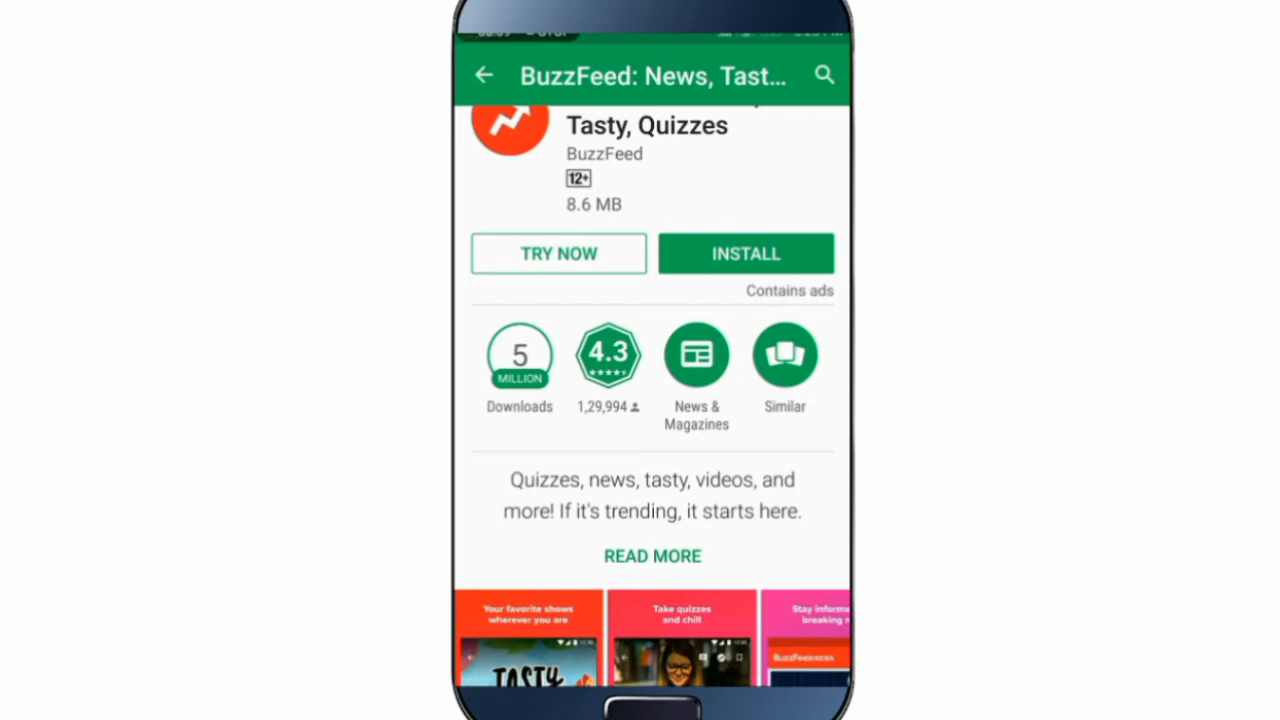 BuzzFeed: News, Tast...
Tasty, Quizzes
BuzzFeed
12+
8.6 MB
TRY NOW
INSTALL
Contains ads
5
MILLION
4.3
Downloads
1,29,994
News &
Magazines
Similar
Quizzes, news, tasty, videos, and
more! If it's trending, it starts here.
READ MORE
Your favorite shows
wherever you are
Take quizzes
and chill
Stay informe
breaking
BuzzFeedNEWS
TASTY